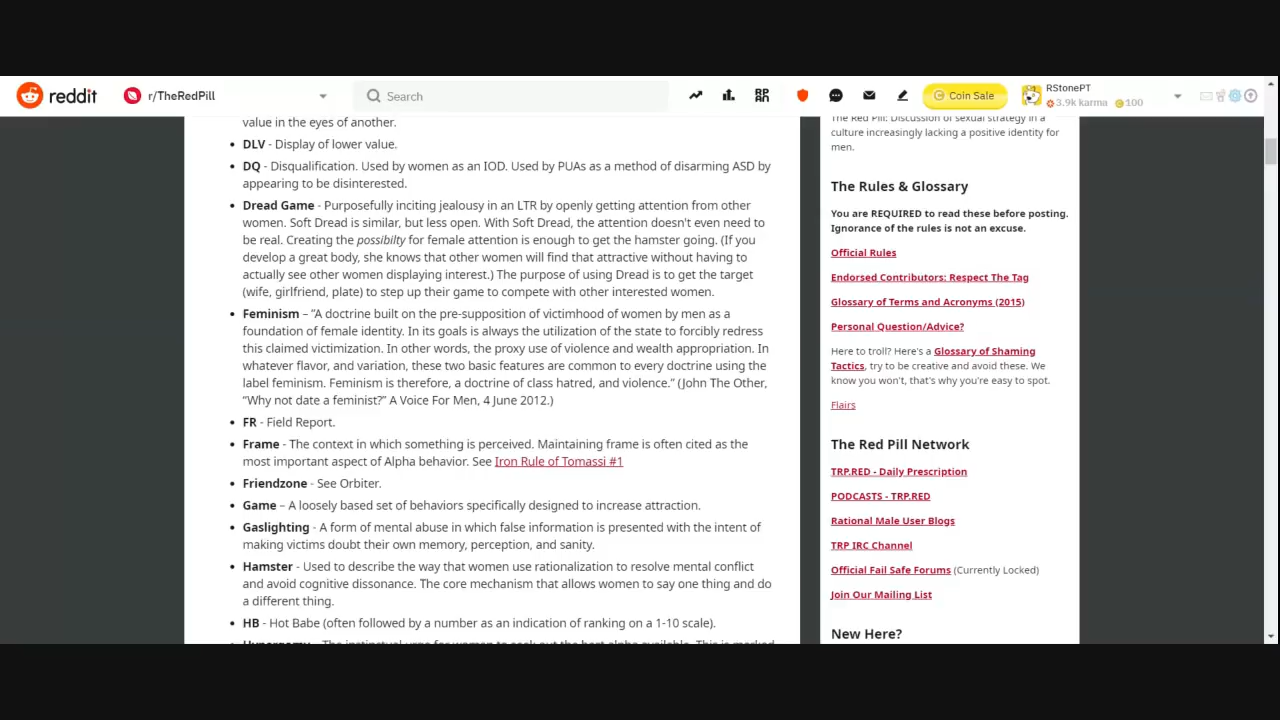 reddit
r/TheRedPill
Search
Coin Sale
RStonePT
3.9k karma
100
value in the eyes of another.
• DLV - Display of lower value.
• DQ - Disqualification. Used by women as an IOD. Used by PUAs as a method of disarming ASD by
appearing to be disinterested.
• Dread Game - Purposefully inciting jealousy in an LTR by openly getting attention from other
women. Soft Dread is similar, but less open. With Soft Dread, the attention doesn't even need to
be real. Creating the possibilty for female attention is enough to get the hamster going. (If you
develop a great body, she knows that other women will find that attractive without having to
actually see other women displaying interest.) The purpose of using Dread is to get the target
(wife, girlfriend, plate) to step up their game to compete with other interested women.
• Feminism – “A doctrine built on the pre-supposition of victimhood of women by men as a
foundation of female identity. In its goals is always the utilization of the state to forcibly redress
this claimed victimization. In other words, the proxy use of violence and wealth appropriation. In
whatever flavor, and variation, these two basic features are common to every doctrine using the
label feminism. Feminism is therefore, a doctrine of class hatred, and violence.” (John The Other,
“Why not date a feminist?” A Voice For Men, 4 June 2012.)
• FR - Field Report.
• Frame - The context in which something is perceived. Maintaining frame is often cited as the
most important aspect of Alpha behavior. See Iron Rule of Tomassi #1
• Friendzone - See Orbiter.
• Game – A loosely based set of behaviors specifically designed to increase attraction.
• Gaslighting - A form of mental abuse in which false information is presented with the intent of
making victims doubt their own memory, perception, and sanity.
• Hamster - Used to describe the way that women use rationalization to resolve mental conflict
and avoid cognitive dissonance. The core mechanism that allows women to say one thing and do
a different thing.
• HB - Hot Babe (often followed by a number as an indication of ranking on a 1-10 scale).
• Hypergamy – The instinctual urge for women to seek out the best alpha available. This is marked
The Red Pill: Discussion of sexual strategy in a
culture increasingly lacking a positive identity for
men.
The Rules & Glossary
You are REQUIRED to read these before posting.
Ignorance of the rules is not an excuse.
Official Rules
Endorsed Contributors: Respect The Tag
Glossary of Terms and Acronyms (2015)
Personal Question/Advice?
Here to troll? Here's a Glossary of Shaming
Tactics, try to be creative and avoid these. We
know you won't, that's why you're easy to spot.
Flairs
The Red Pill Network
TRP.RED - Daily Prescription
PODCASTS - TRP.RED
Rational Male User Blogs
TRP IRC Channel
Official Fail Safe Forums (Currently Locked)
Join Our Mailing List
New Here?